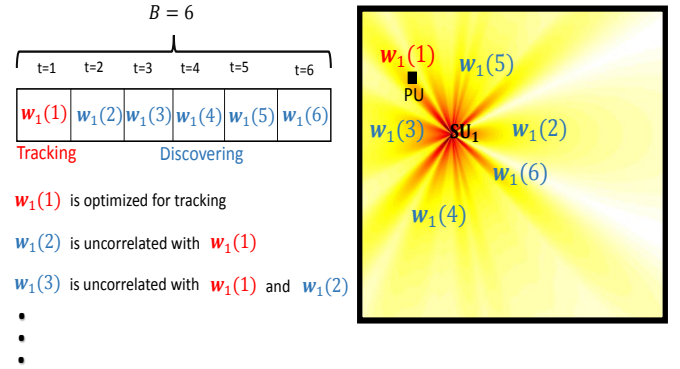 B = 6
t=1 t=2 t=3 t=4 t=5 t=6
w₁(1) w₁(2) w₁(3) w₁(4) w₁(5) w₁(6)
Tracking Discovering
w₁(1) is optimized for tracking
w₁(2) is uncorrelated with w₁(1)
w₁(3) is uncorrelated with w₁(1) and w₁(2)
w₁(1)
w₁(5)
PU
w₁(3)
SU₁
w₁(2)
w₁(6)
w₁(4)